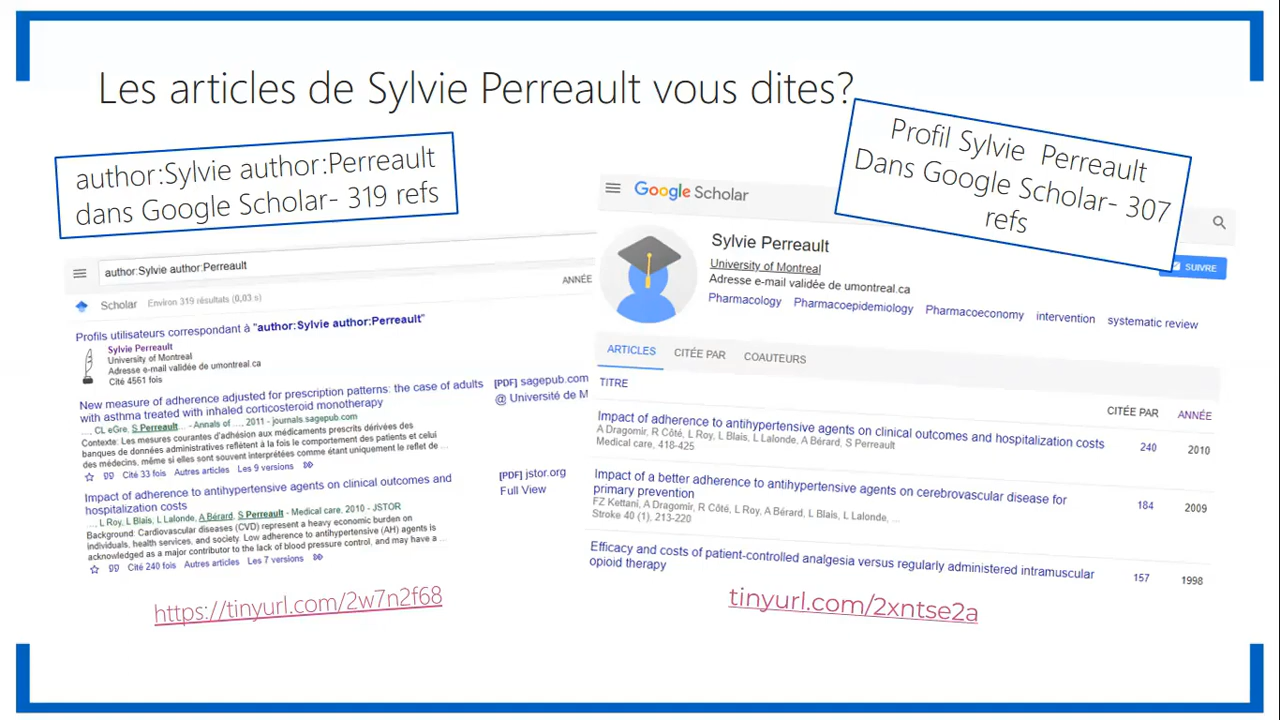 Les articles de Sylvie Perreault vous dites?
author:Sylvie author:Perreault
dans Google Scholar- 319 refs
author:Sylvie author:Perreault
Scholar Environ 319 résultats (0,03 s) ANNÉE
Profils utilisateurs correspondant à "author:Sylvie author:Perreault"
Sylvie Perreault
University of Montreal
Adresse e-mail validée de umontreal.ca
Cité 4561 fois
New measure of adherence adjusted for prescription patterns: the case of adults
with asthma treated with inhaled corticosteroid monotherapy
…, CL eGre, S Perreault… - Annals of …, 2011 - journals.sagepub.com
Contexte: Les mesures courantes d'adhésion aux médicaments prescrits dérivées des
banques de données administratives reflètent à la fois le comportement des patients et celui
des médecins, même si elles sont souvent interprétées comme étant uniquement le reflet de …
Cité 33 fois Autres articles Les 9 versions
[PDF] sagepub.com
@ Université de M
Impact of adherence to antihypertensive agents on clinical outcomes and
hospitalization costs
…, L Roy, L Blais, L Lalonde, A Bérard, S Perreault - Medical care, 2010 - JSTOR
Background: Cardiovascular diseases (CVD) represent a heavy economic burden on
individuals, health services, and society. Low adherence to antihypertensive (AH) agents is
acknowledged as a major contributor to the lack of blood pressure control, and may have a …
Cité 240 fois Autres articles Les 7 versions
[PDF] jstor.org
Full View
https://tinyurl.com/2w7n2f68
Profil Sylvie Perreault
Dans Google Scholar- 307
refs
Google Scholar
Sylvie Perreault
SUIVRE
University of Montreal
Adresse e-mail validée de umontreal.ca
Pharmacology Pharmacoepidemiology Pharmacoeconomy intervention systematic review
ARTICLES CITÉE PAR COAUTEURS
TITRE CITÉE PAR ANNÉE
Impact of adherence to antihypertensive agents on clinical outcomes and hospitalization costs 240 2010
A Dragomir, R Côté, L Roy, L Blais, L Lalonde, A Bérard, S Perreault
Medical care, 418-425
Impact of a better adherence to antihypertensive agents on cerebrovascular disease for 184 2009
primary prevention
FZ Kettani, A Dragomir, R Côté, L Roy, A Bérard, L Blais, L Lalonde, …
Stroke 40 (1), 213-220
Efficacy and costs of patient-controlled analgesia versus regularly administered intramuscular 157 1998
opioid therapy
tinyurl.com/2xntse2a